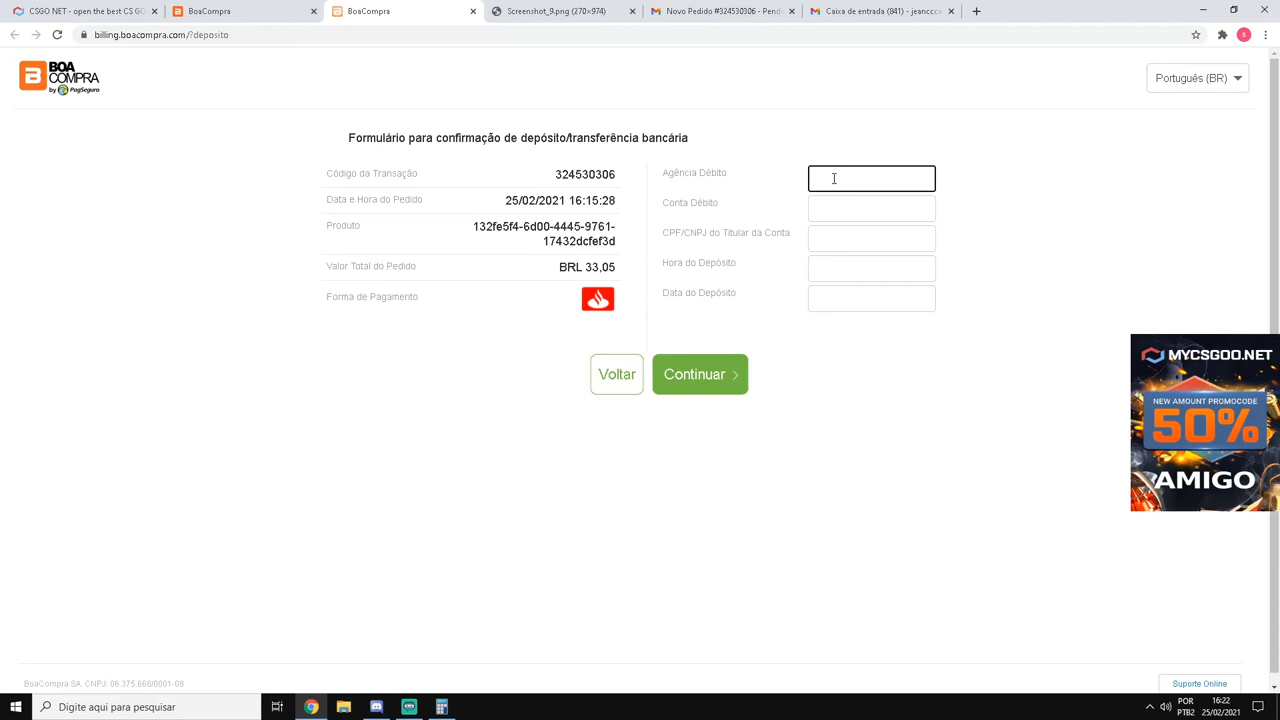 CSGO NET - open the best CS GO
BoaCompra
BoaCompra
Screenshot_9.png (270×974)
Novo Pedido #324530306 - Pend
Caixa de entrada (841) - jeanccc
billing.boacompra.com/?deposito
BOA
COMPRA
by PagSeguro
Português (BR)
Formulário para confirmação de depósito/transferência bancária
Código da Transação 324530306
Data e Hora do Pedido 25/02/2021 16:15:28
Produto 132fe5f4-6d00-4445-9761-
17432dcfef3d
Valor Total do Pedido BRL 33,05
Forma de Pagamento
Agência Débito
Conta Débito
CPF/CNPJ do Titular da Conta
Hora do Depósito
Data do Depósito
Voltar
Continuar
MYCSGOO.NET
NEW AMOUNT PROMOCODE
50%
AMIGO
BoaCompra SA. CNPJ: 06.375.668/0001-08
Suporte Online
Digite aqui para pesquisar
POR
PTB2
16:22
25/02/2021